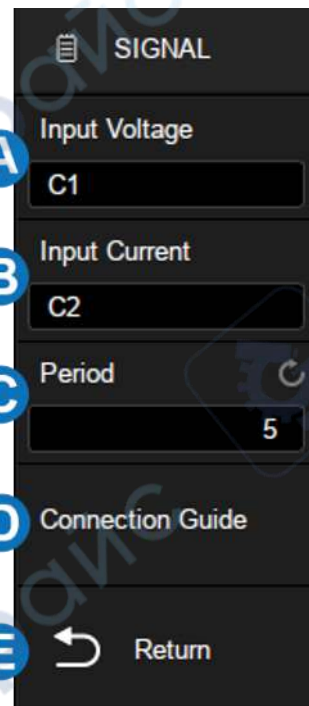 SIGNAL
A
Input Voltage
C1
B
Input Current
C2
C
Period
5
D
Connection Guide
E
Return